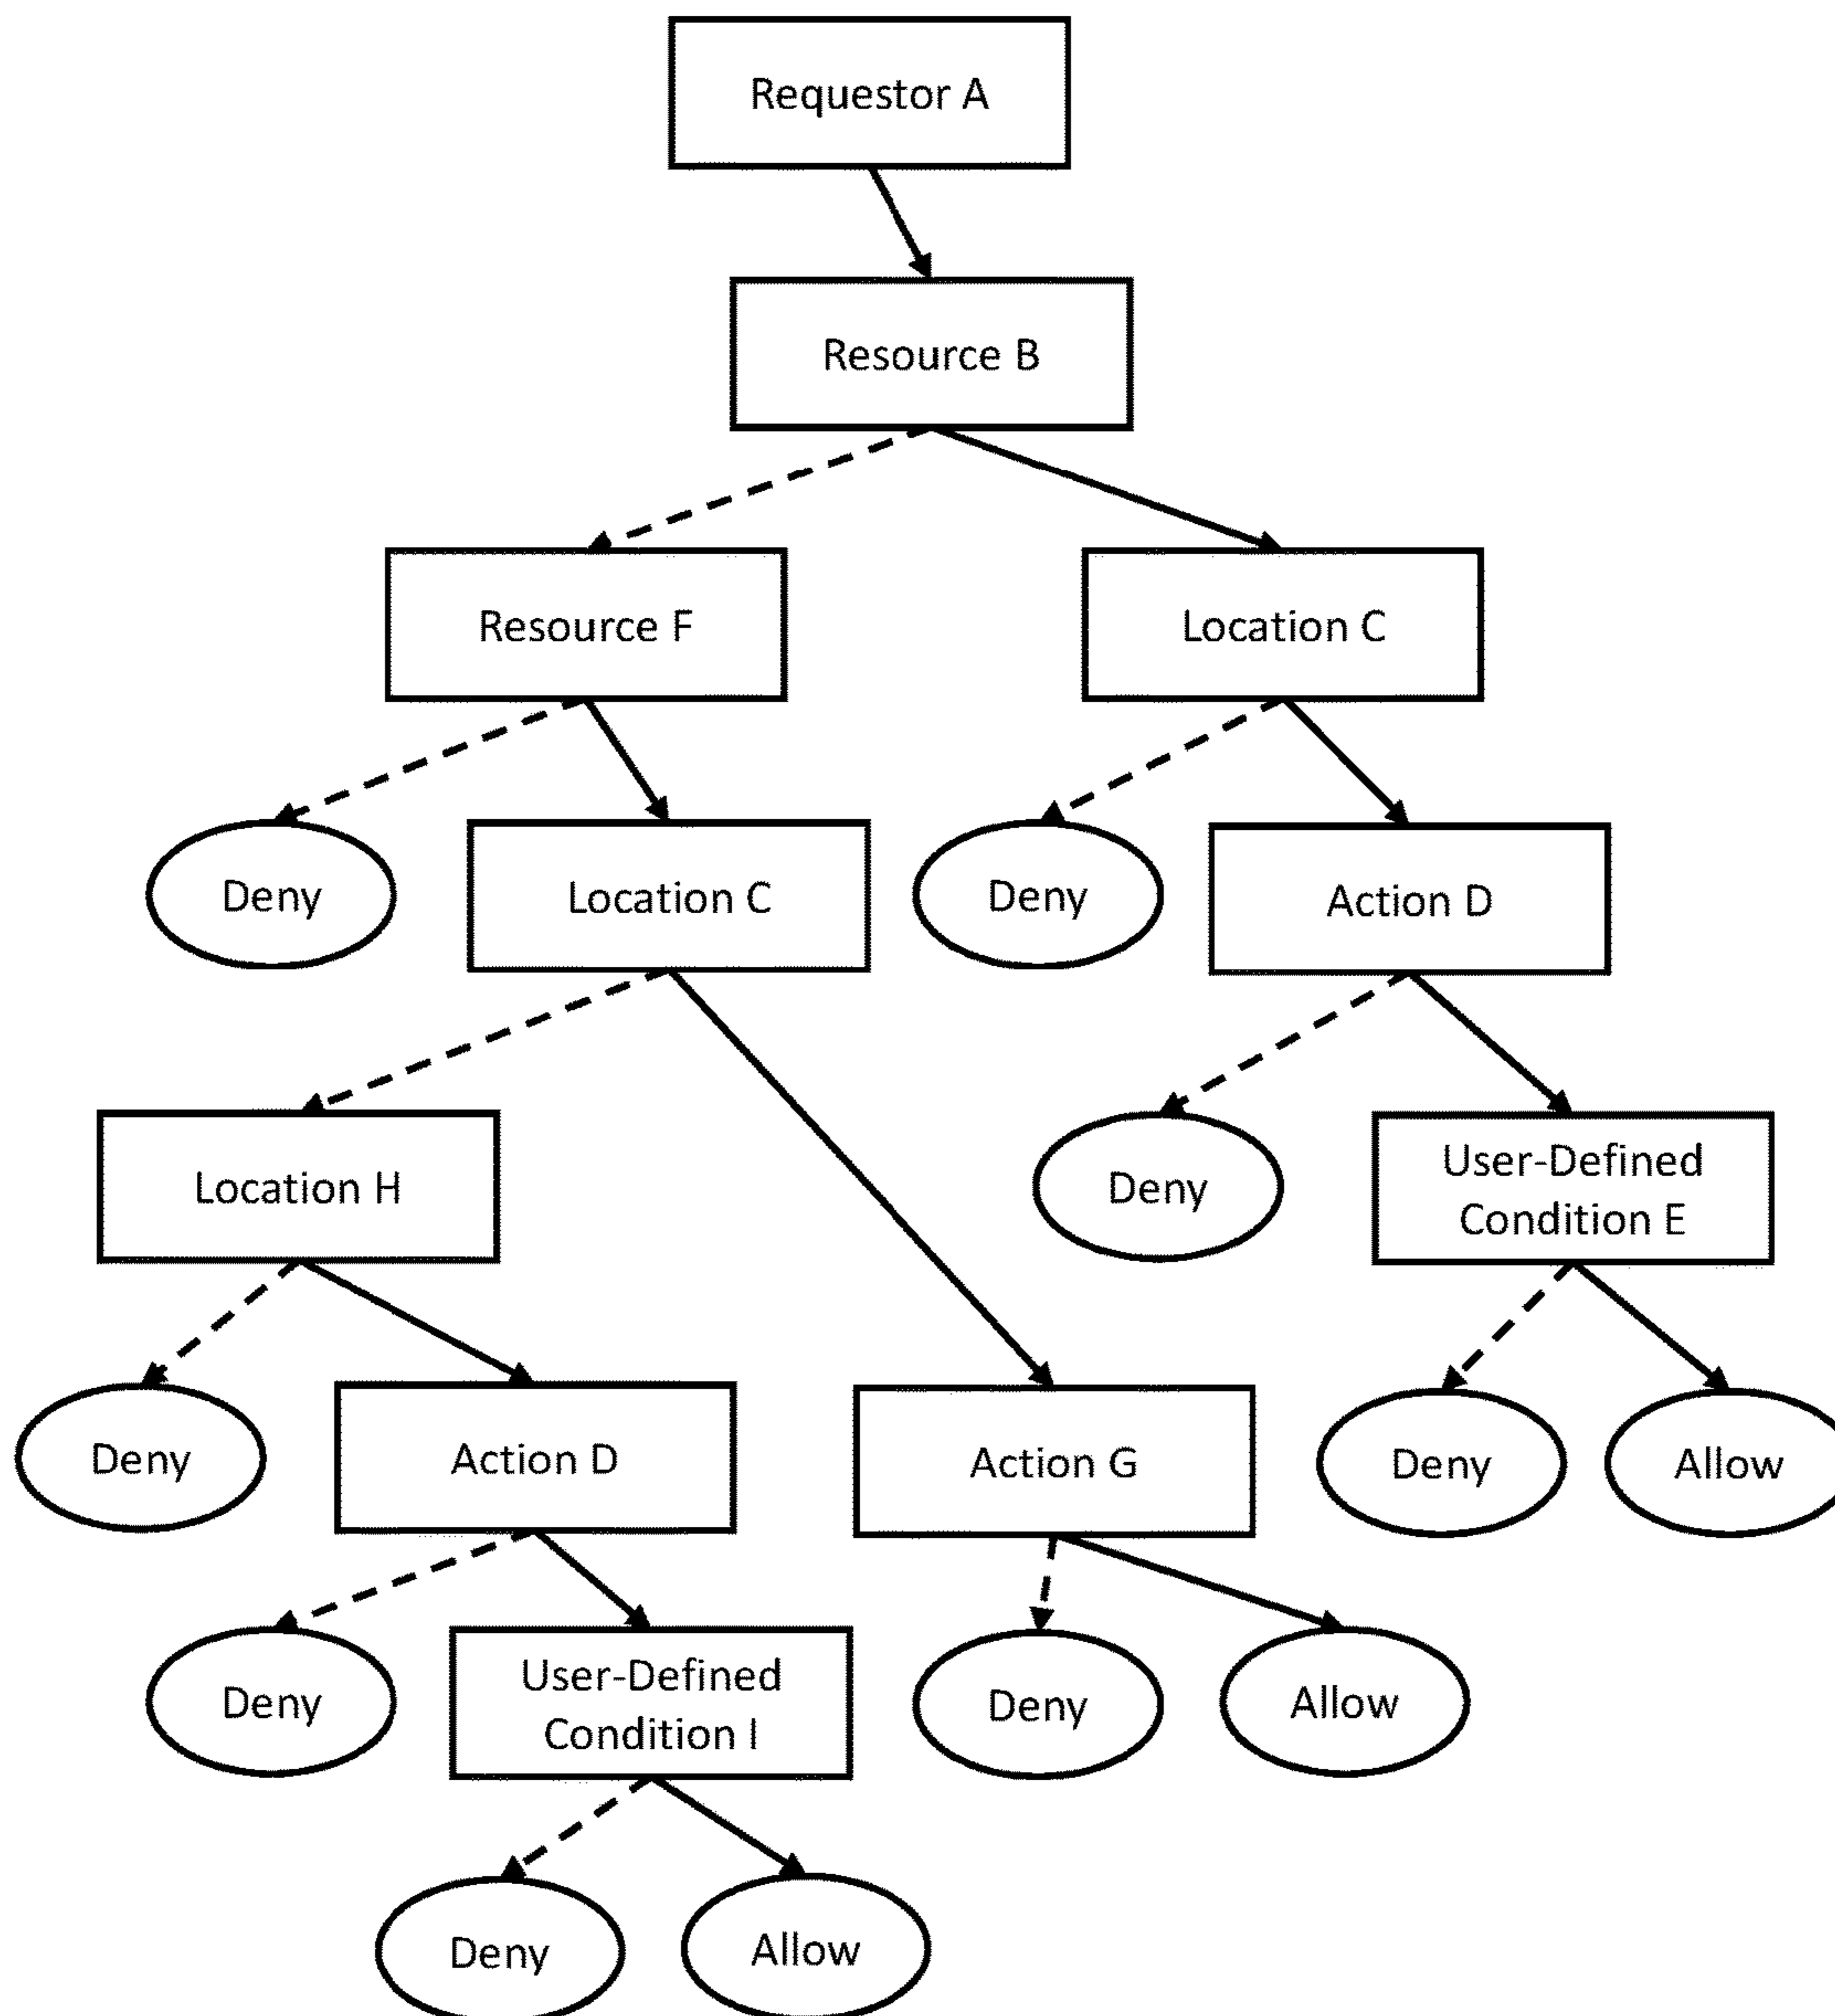 Requestor A
Resource B
Resource F
Location C
Deny
Location C
Deny
Action D
Location H
Deny
User-Defined
Condition E
Deny
Action D
Action G
Deny
Allow
Deny
User-Defined
Condition I
Deny
Allow
Deny
Allow